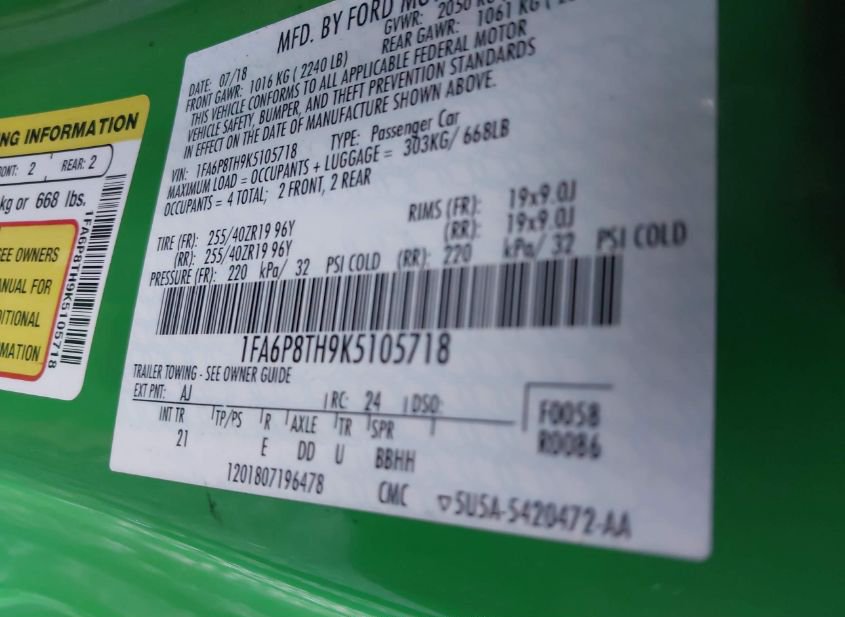 NG INFORMATION
ONT: 2 REAR: 2
kg or 668 lbs.
SEE OWNERS
ANUAL FOR
DITIONAL
MATION
1FA6P8TH9K5105718
MFD. BY FORD MO
DATE: 07/18 GVWR: 2050 K
FRONT GAWR: 1016 KG ( 2240 LB) REAR GAWR: 1061 KG (
THIS VEHICLE CONFORMS TO ALL APPLICABLE FEDERAL MOTOR
VEHICLE SAFETY, BUMPER, AND THEFT PREVENTION STANDARDS
IN EFFECT ON THE DATE OF MANUFACTURE SHOWN ABOVE.
VIN: 1FA6P8TH9K5105718 TYPE: Passenger Car
MAXIMUM LOAD = OCCUPANTS + LUGGAGE = 303KG/ 668LB
OCCUPANTS = 4 TOTAL; 2 FRONT, 2 REAR
TIRE (FR): 255/40ZR19 96Y RIMS (FR): 19x9.0J
(RR): 255/40ZR19 96Y (RR): 19x9.0J
PRESSURE (FR): 220 kPa/ 32 PSI COLD (RR): 220 kPa/ 32 PSI COLD
1FA6P8TH9K5105718
TRAILER TOWING - SEE OWNER GUIDE
EXT PNT: AJ RC: 24 DSO:
INT TR TP/PS R AXLE TR SPR F0058
21 E DD U BBHH R0086
1201807196478 CMC 5U5A-5420472-AA